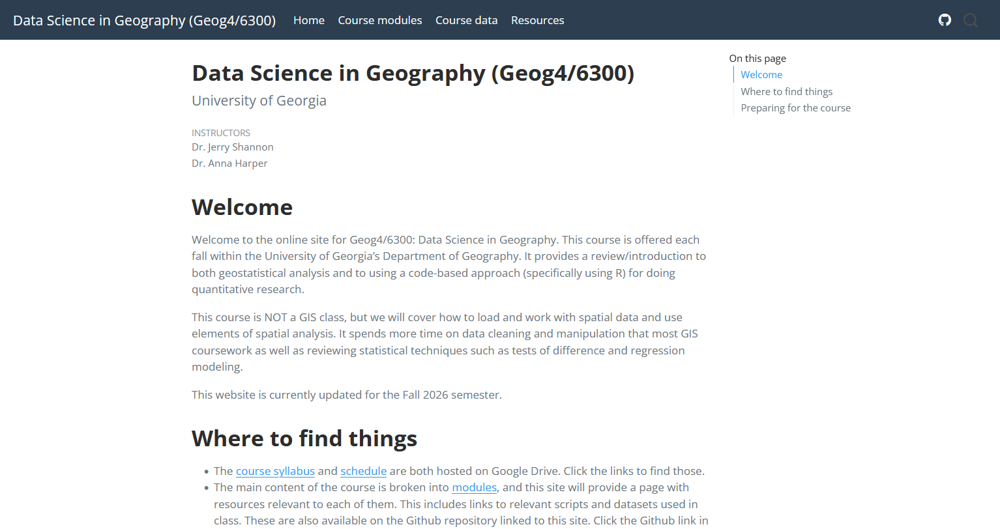 Data Science in Geography (Geog4/6300) Home Course modules Course data Resources
On this page
Welcome
Where to find things
Preparing for the course
Data Science in Geography (Geog4/6300)
University of Georgia
INSTRUCTORS
Dr. Jerry Shannon
Dr. Anna Harper
Welcome
Welcome to the online site for Geog4/6300: Data Science in Geography. This course is offered each
fall within the University of Georgia’s Department of Geography. It provides a review/introduction to
both geostatistical analysis and to using a code-based approach (specifically using R) for doing
quantitative research.
This course is NOT a GIS class, but we will cover how to load and work with spatial data and use
elements of spatial analysis. It spends more time on data cleaning and manipulation that most GIS
coursework as well as reviewing statistical techniques such as tests of difference and regression
modeling.
This website is currently updated for the Fall 2026 semester.
Where to find things
• The course syllabus and schedule are both hosted on Google Drive. Click the links to find those.
• The main content of the course is broken into modules, and this site will provide a page with
resources relevant to each of them. This includes links to relevant scripts and datasets used in
class. These are also available on the Github repository linked to this site. Click the Github link in